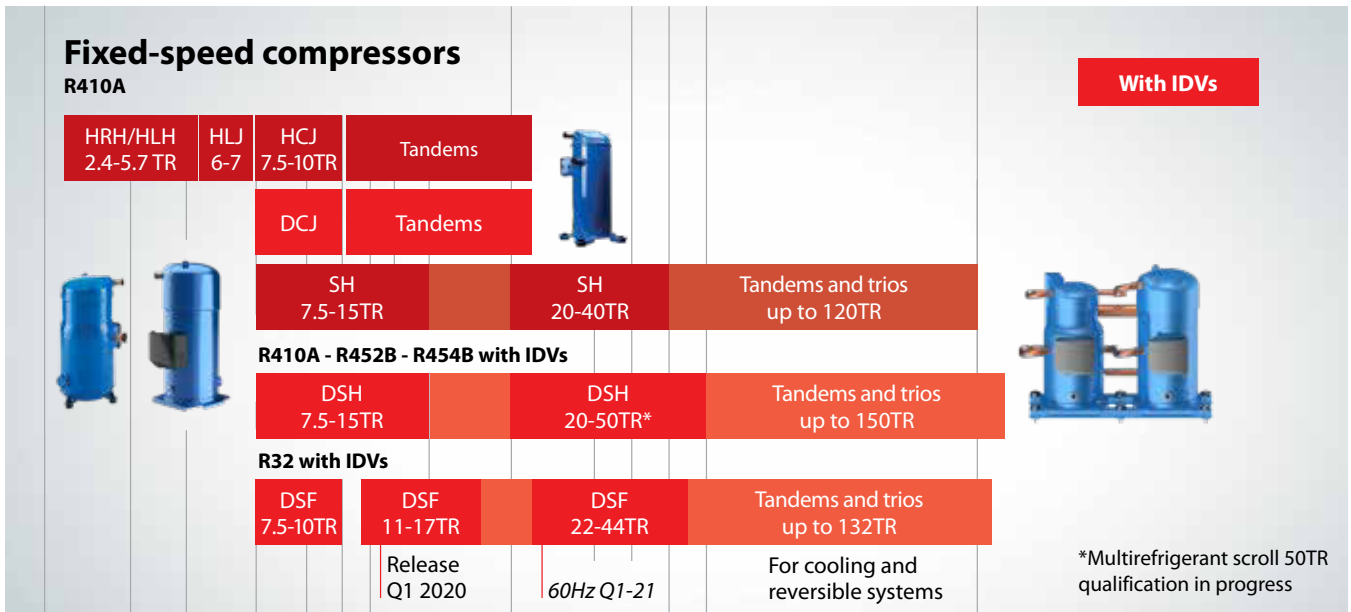 Fixed-speed compressors
R410A
With IDVs
HRH/HLH
2.4-5.7 TR
HLJ
6-7
HCJ
7.5-10TR
Tandems
DCJ
Tandems
SH
7.5-15TR
SH
20-40TR
Tandems and trios
up to 120TR
R410A - R452B - R454B with IDVs
DSH
7.5-15TR
DSH
20-50TR*
Tandems and trios
up to 150TR
R32 with IDVs
DSF
7.5-10TR
DSF
11-17TR
DSF
22-44TR
Tandems and trios
up to 132TR
Release
Q1 2020
60Hz Q1-21
For cooling and
reversible systems
*Multirefrigerant scroll 50TR
qualification in progress